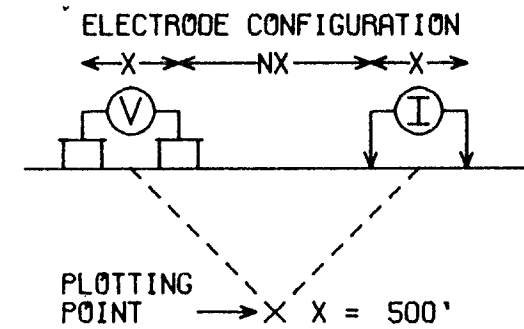 ELECTRODE CONFIGURATION
X NX X
V I
PLOTTING
POINT X X = 500'